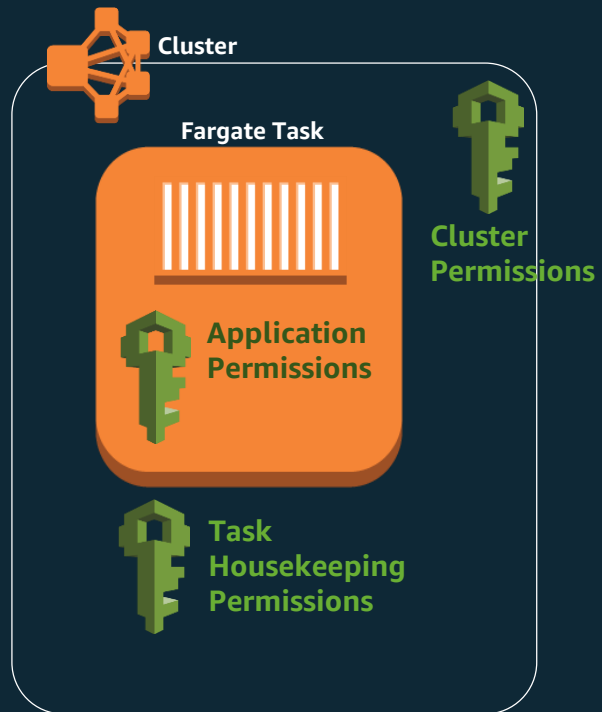 Cluster
Fargate Task
Cluster
Permissions
Application
Permissions
Task
Housekeeping
Permissions